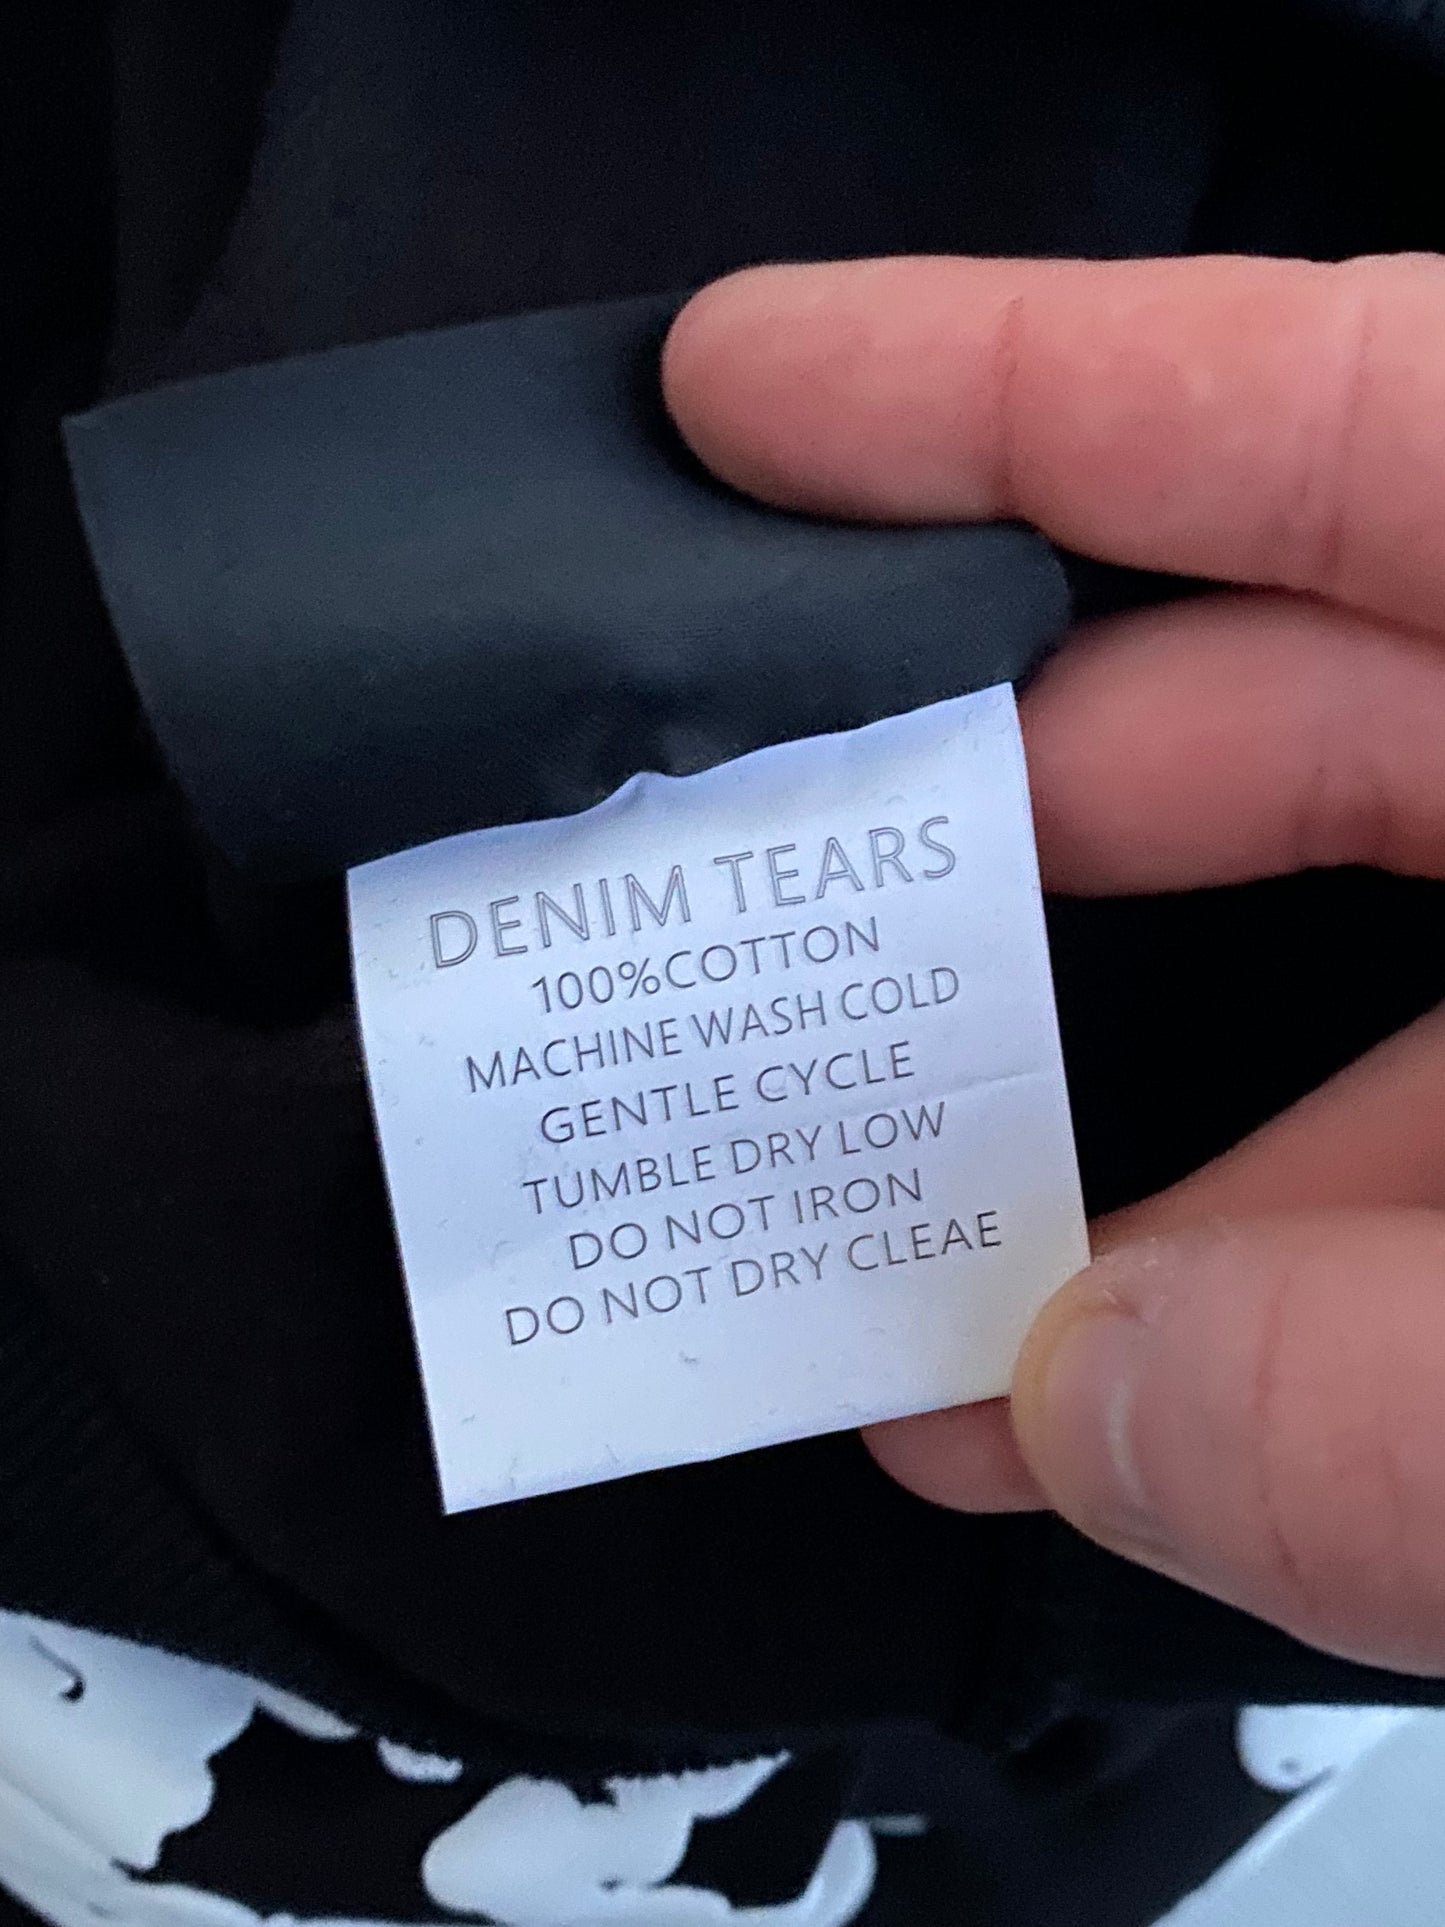 DENIM TEARS
100%COTTON
MACHINE WASH COLD
GENTLE CYCLE
TUMBLE DRY LOW
DO NOT IRON
DO NOT DRY CLEAE